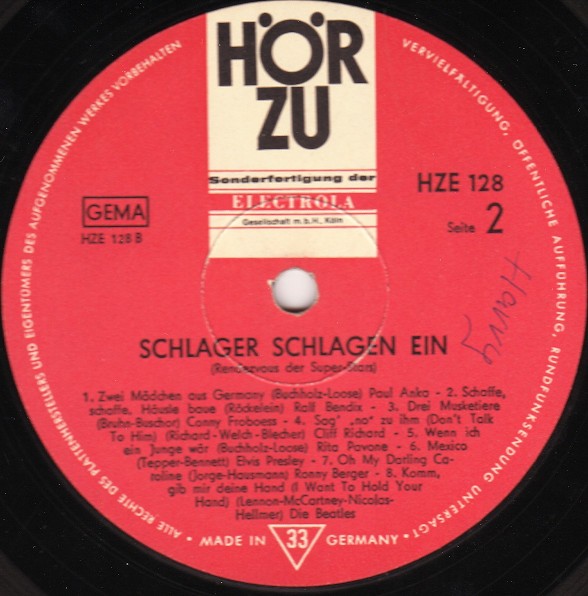 HÖR
ZU
Sonderfertigung der
ELECTROLA
Gesellschaft m.b.H., Köln
GEMA
HZE 128 B
HZE 128
Seite 2
Harry
SCHLAGER SCHLAGEN EIN
(Rendezvous der Super-Stars)
1. Zwei Mädchen aus Germany (Buchholz-Loose) Paul Anka - 2. Schaffe,
schaffe, Häusle baue (Röckelein) Ralf Bendix - 3. Drei Musketiere
(Bruhn-Buschor) Conny Froboess - 4. Sag' „no" zu ihm (Don't Talk
To Him) (Richard-Welch-Blecher) Cliff Richard - 5. Wenn ich
ein Junge wär (Buchholz-Loose) Rita Pavone - 6. Mexico
(Tepper-Bennett) Elvis Presley - 7. Oh My Darling Ca-
roline (Jorge-Hausmann) Ronny Berger - 8. Komm,
gib mir deine Hand (I Want To Hold Your
Hand) (Lennon-McCartney-Nicolas-
Hellmer) Die Beatles
MADE IN 33 GERMANY
ALLE RECHTE DES PLATTENHERSTELLERS UND EIGENTÜMERS DES AUFGENOMMENEN WERKES VORBEHALTEN
VERVIELFÄLTIGUNG, ÖFFENTLICHE AUFFÜHRUNG, RUNDFUNKSENDUNG UNTERSAGT